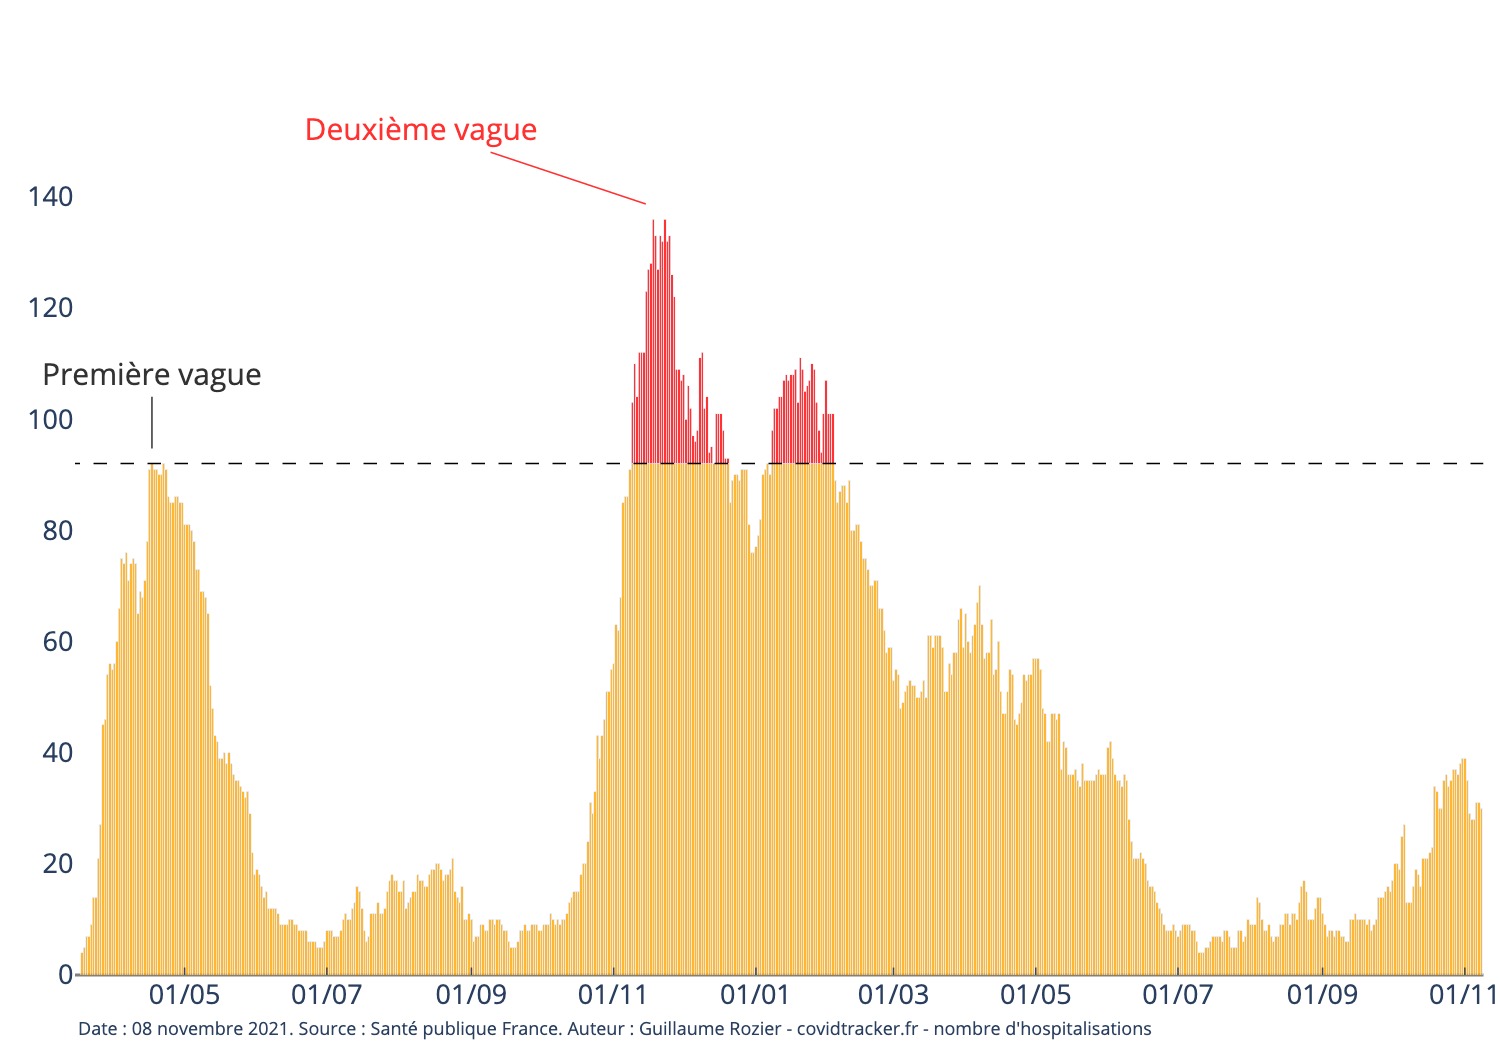 Deuxième vague
140
120
Première vague
100
80
60
40
20
0
01/05 01/07 01/09 01/11 01/01 01/03 01/05 01/07 01/09 01/11
Date : 08 novembre 2021. Source : Santé publique France. Auteur : Guillaume Rozier - covidtracker.fr - nombre d'hospitalisations